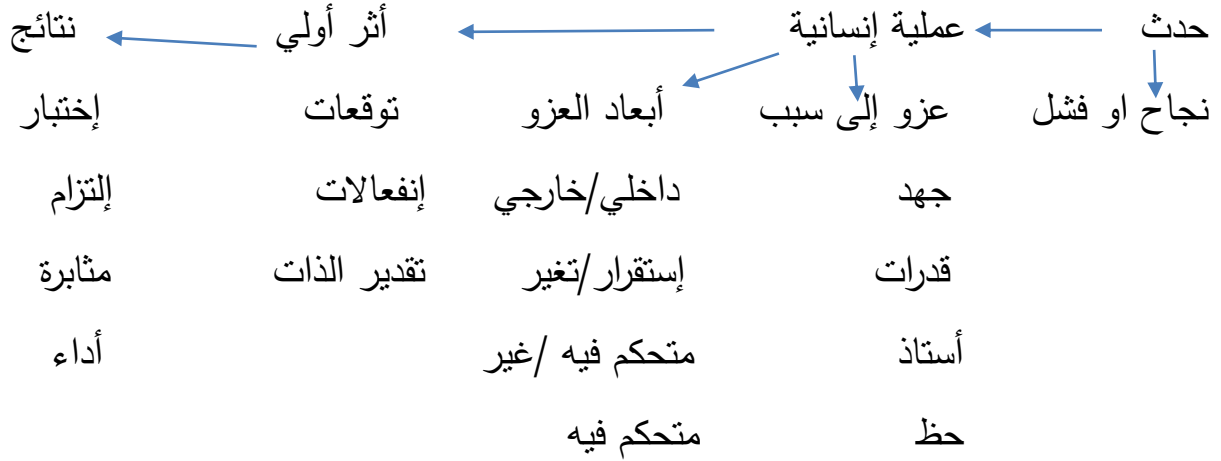 حدث عملية إنسانية أثر أولي نتائج
نجاح او فشل عزو إلى سبب أبعاد العزو توقعات إختبار
جهد داخلي/خارجي إنفعالات إلتزام
قدرات إستقرار/تغير تقدير الذات مثابرة
أستاذ متحكم فيه /غير أداء
حظ متحكم فيه